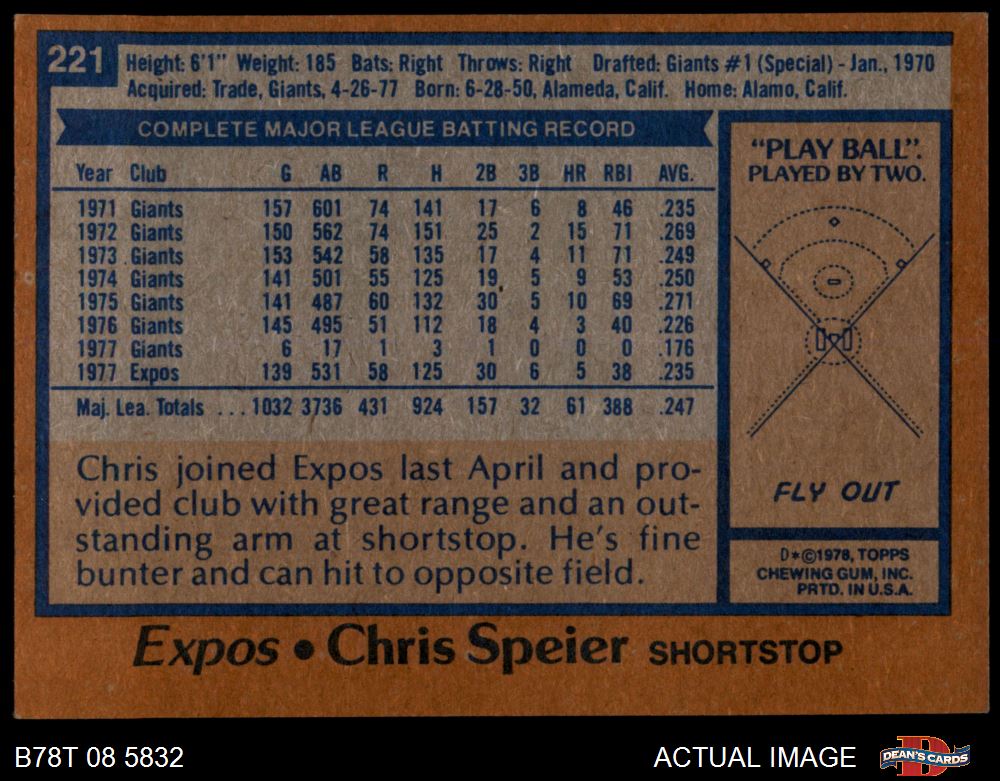 221
Height: 6'1" Weight: 185 Bats: Right Throws: Right Drafted: Giants #1 (Special) - Jan., 1970
Acquired: Trade, Giants, 4-26-77 Born: 6-28-50, Alameda, Calif. Home: Alamo, Calif.
COMPLETE MAJOR LEAGUE BATTING RECORD
Year Club G AB R H 2B 3B HR RBI AVG.
1971 Giants 157 601 74 141 17 6 8 46 .235
1972 Giants 150 562 74 151 25 2 15 71 .269
1973 Giants 153 542 58 135 17 4 11 71 .249
1974 Giants 141 501 55 125 19 5 9 53 .250
1975 Giants 141 487 60 132 30 5 10 69 .271
1976 Giants 145 495 51 112 18 4 3 40 .226
1977 Giants 6 17 1 3 1 0 0 0 .176
1977 Expos 139 531 58 125 30 6 5 38 .235
Maj. Lea. Totals ... 1032 3736 431 924 157 32 61 388 .247
Chris joined Expos last April and pro-
vided club with great range and an out-
standing arm at shortstop. He's fine
bunter and can hit to opposite field.
"PLAY BALL".
PLAYED BY TWO.
FLY OUT
D*©1978, TOPPS
CHEWING GUM, INC.
PRTD. IN U.S.A.
Expos • Chris Speier SHORTSTOP
B78T 08 5832
ACTUAL IMAGE
DEAN'S CARDS